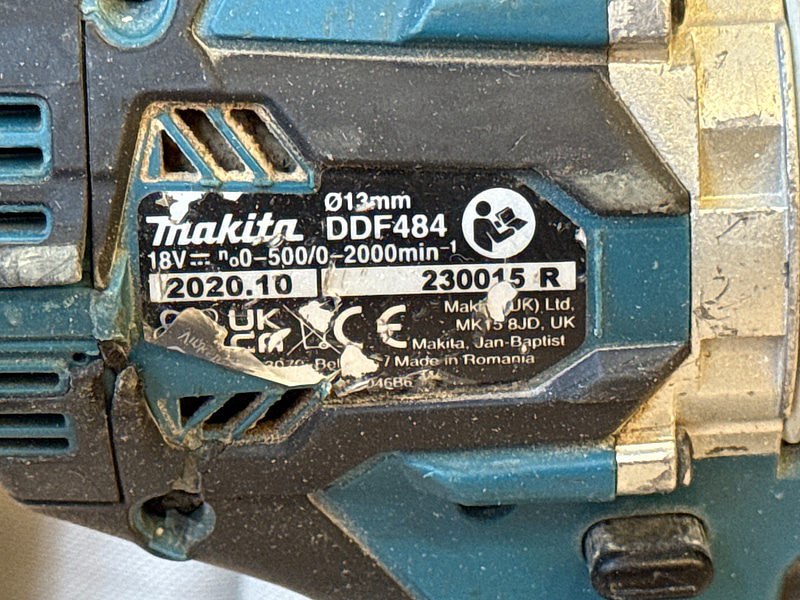 Ø13mm
Makita DDF484
18V⎓ n₀0-500/0-2000min⁻¹
2020.10 230015 R
UK
CA CE
(UK) Ltd.
MK15 8JD, UK
Makita, Jan-Baptist
Made in Romania